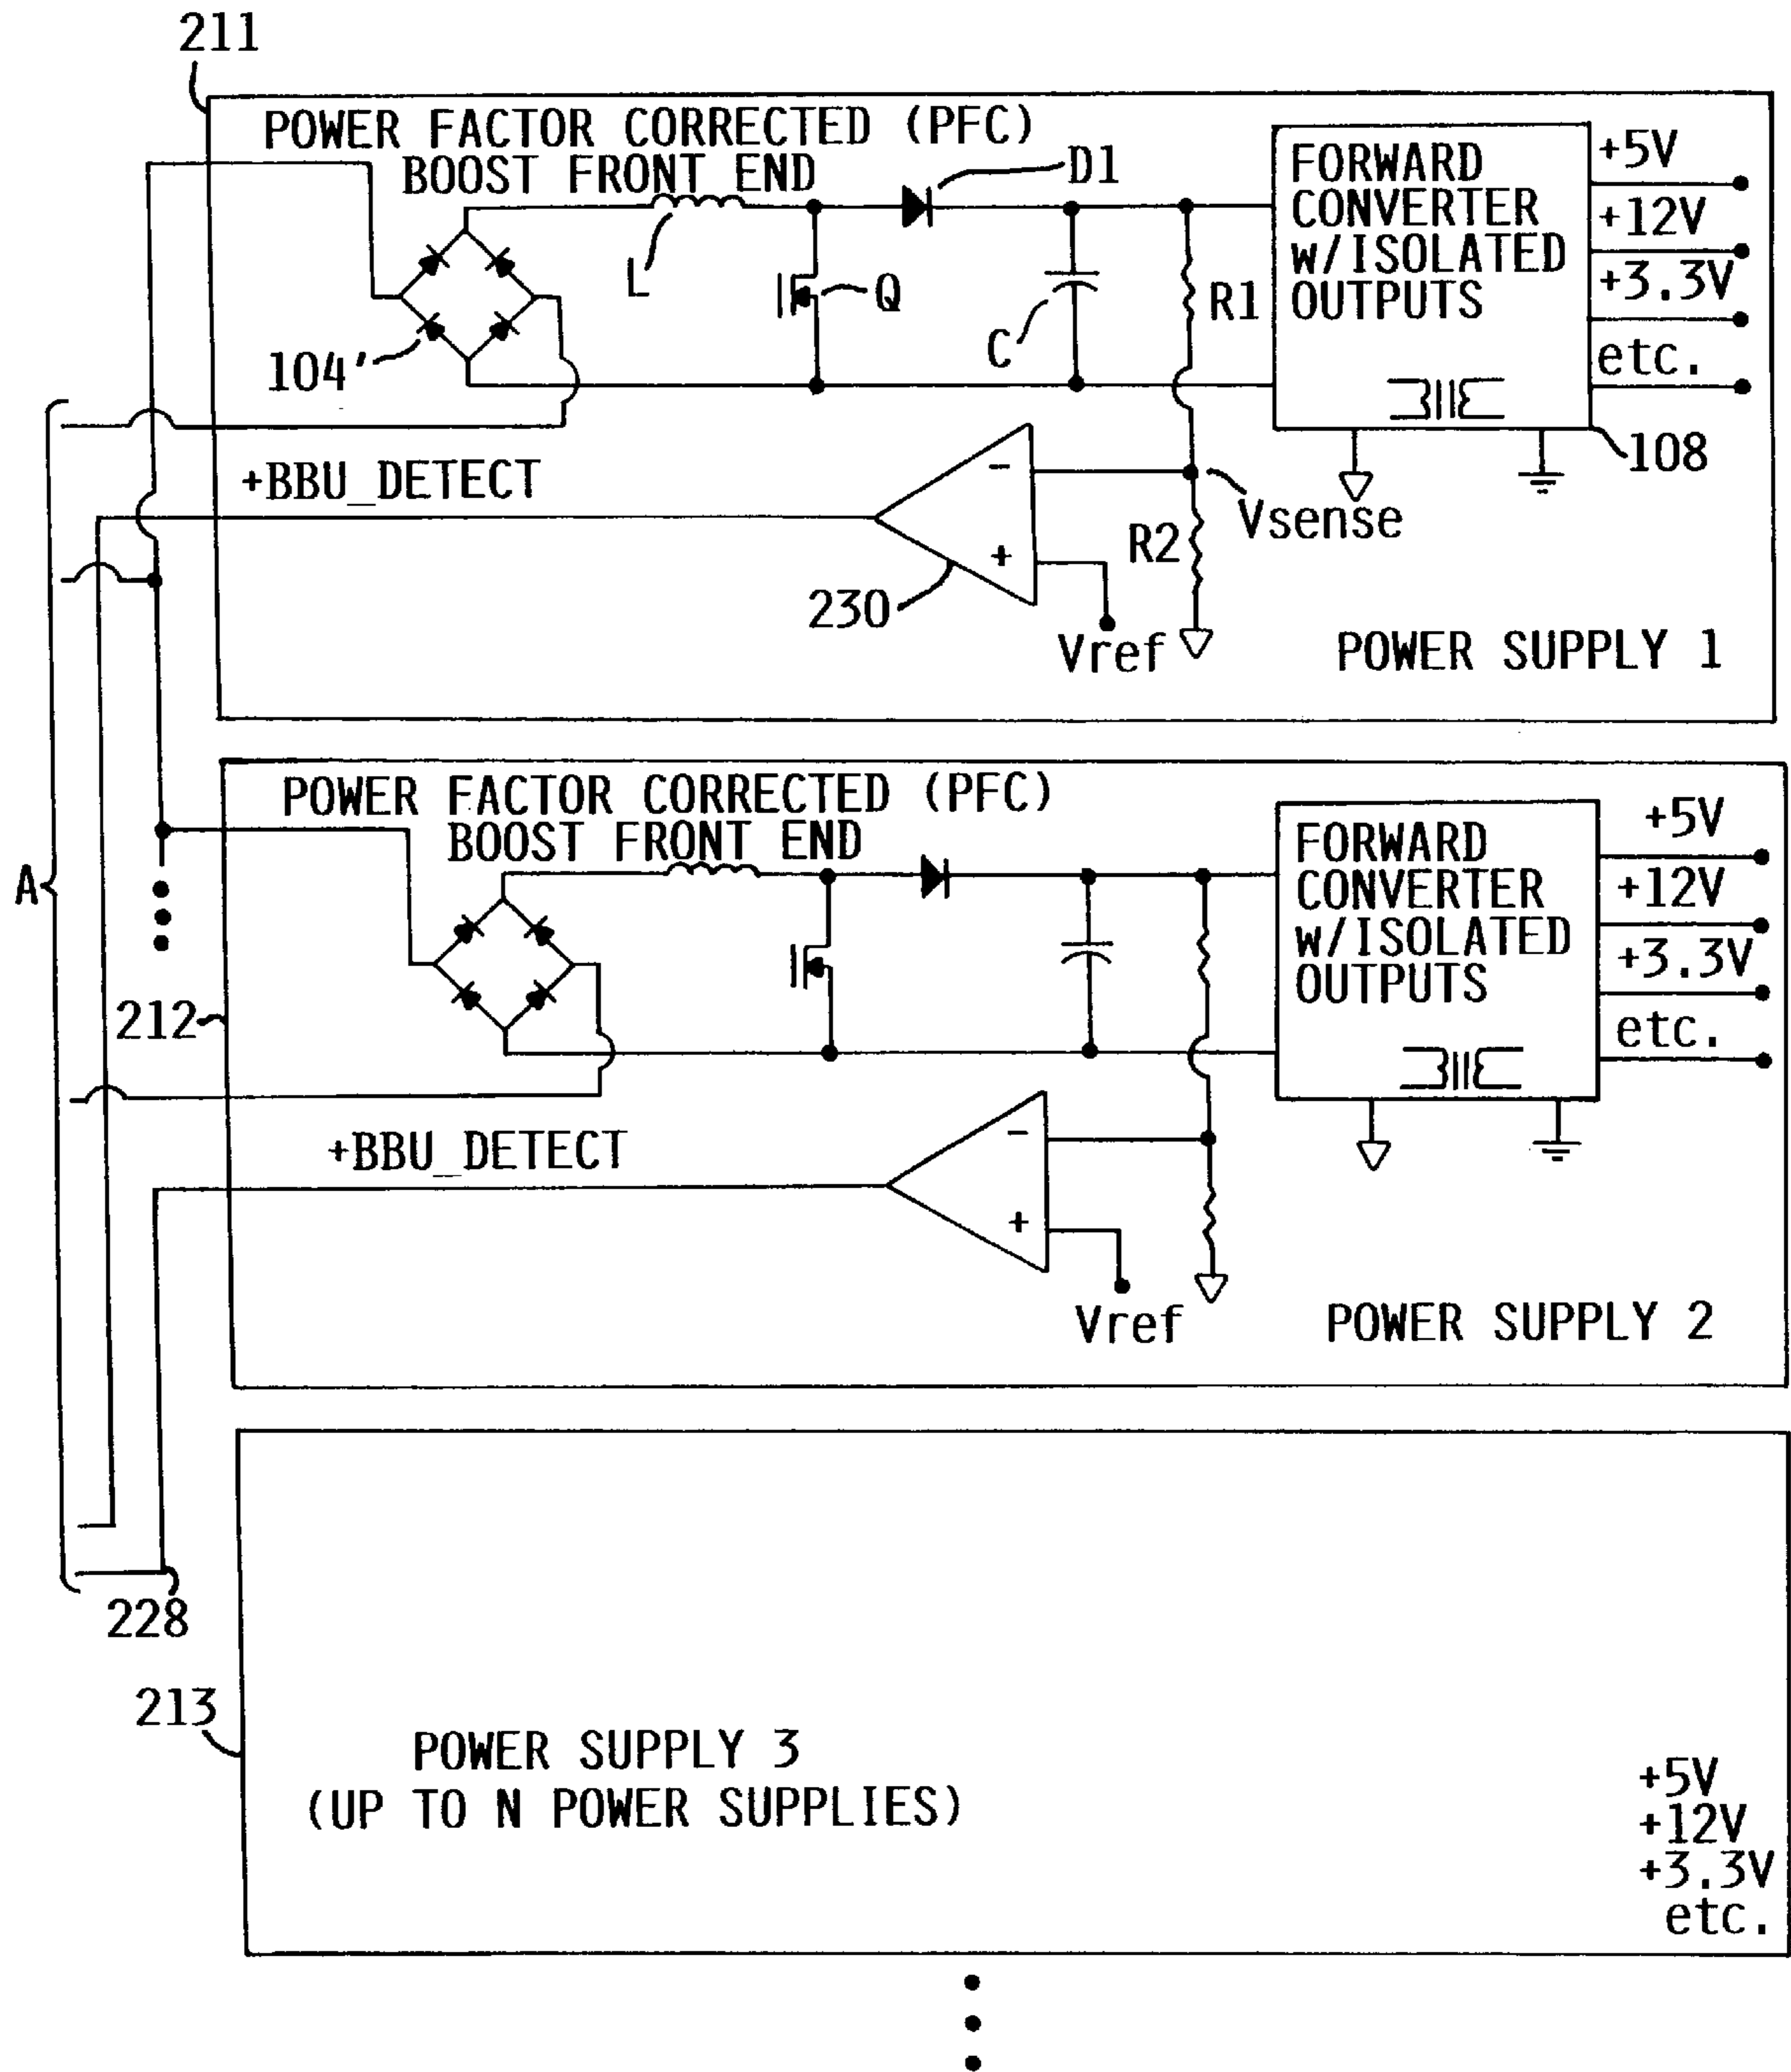 211
POWER FACTOR CORRECTED (PFC)
BOOST FRONT END
D1
L
Q
C
R1
104'
FORWARD
CONVERTER
W/ISOLATED
OUTPUTS
+5V
+12V
+3.3V
etc.
108
+BBU_DETECT
-
+
230
Vsense
R2
Vref
POWER SUPPLY 1
A
212
POWER FACTOR CORRECTED (PFC)
BOOST FRONT END
FORWARD
CONVERTER
W/ISOLATED
OUTPUTS
+5V
+12V
+3.3V
etc.
+BBU_DETECT
-
+
Vref
POWER SUPPLY 2
228
213
POWER SUPPLY 3
(UP TO N POWER SUPPLIES)
+5V
+12V
+3.3V
etc.